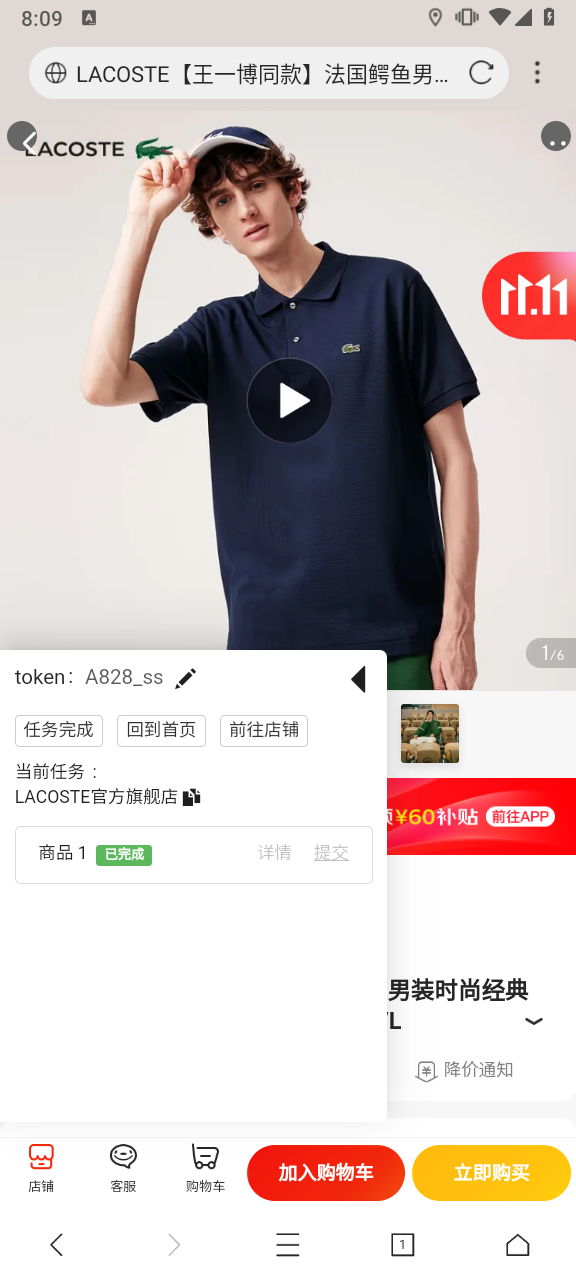 8:09
A
LACOSTE【王一博同款】法国鳄鱼男...
LACOSTE
11.11
1/6
token： A828_ss
任务完成 回到首页 前往店铺
当前任务：
LACOSTE官方旗舰店
商品 1 已完成 详情 提交
¥60补贴 前往APP
男装时尚经典
降价通知
店铺 客服 购物车 加入购物车 立即购买
1